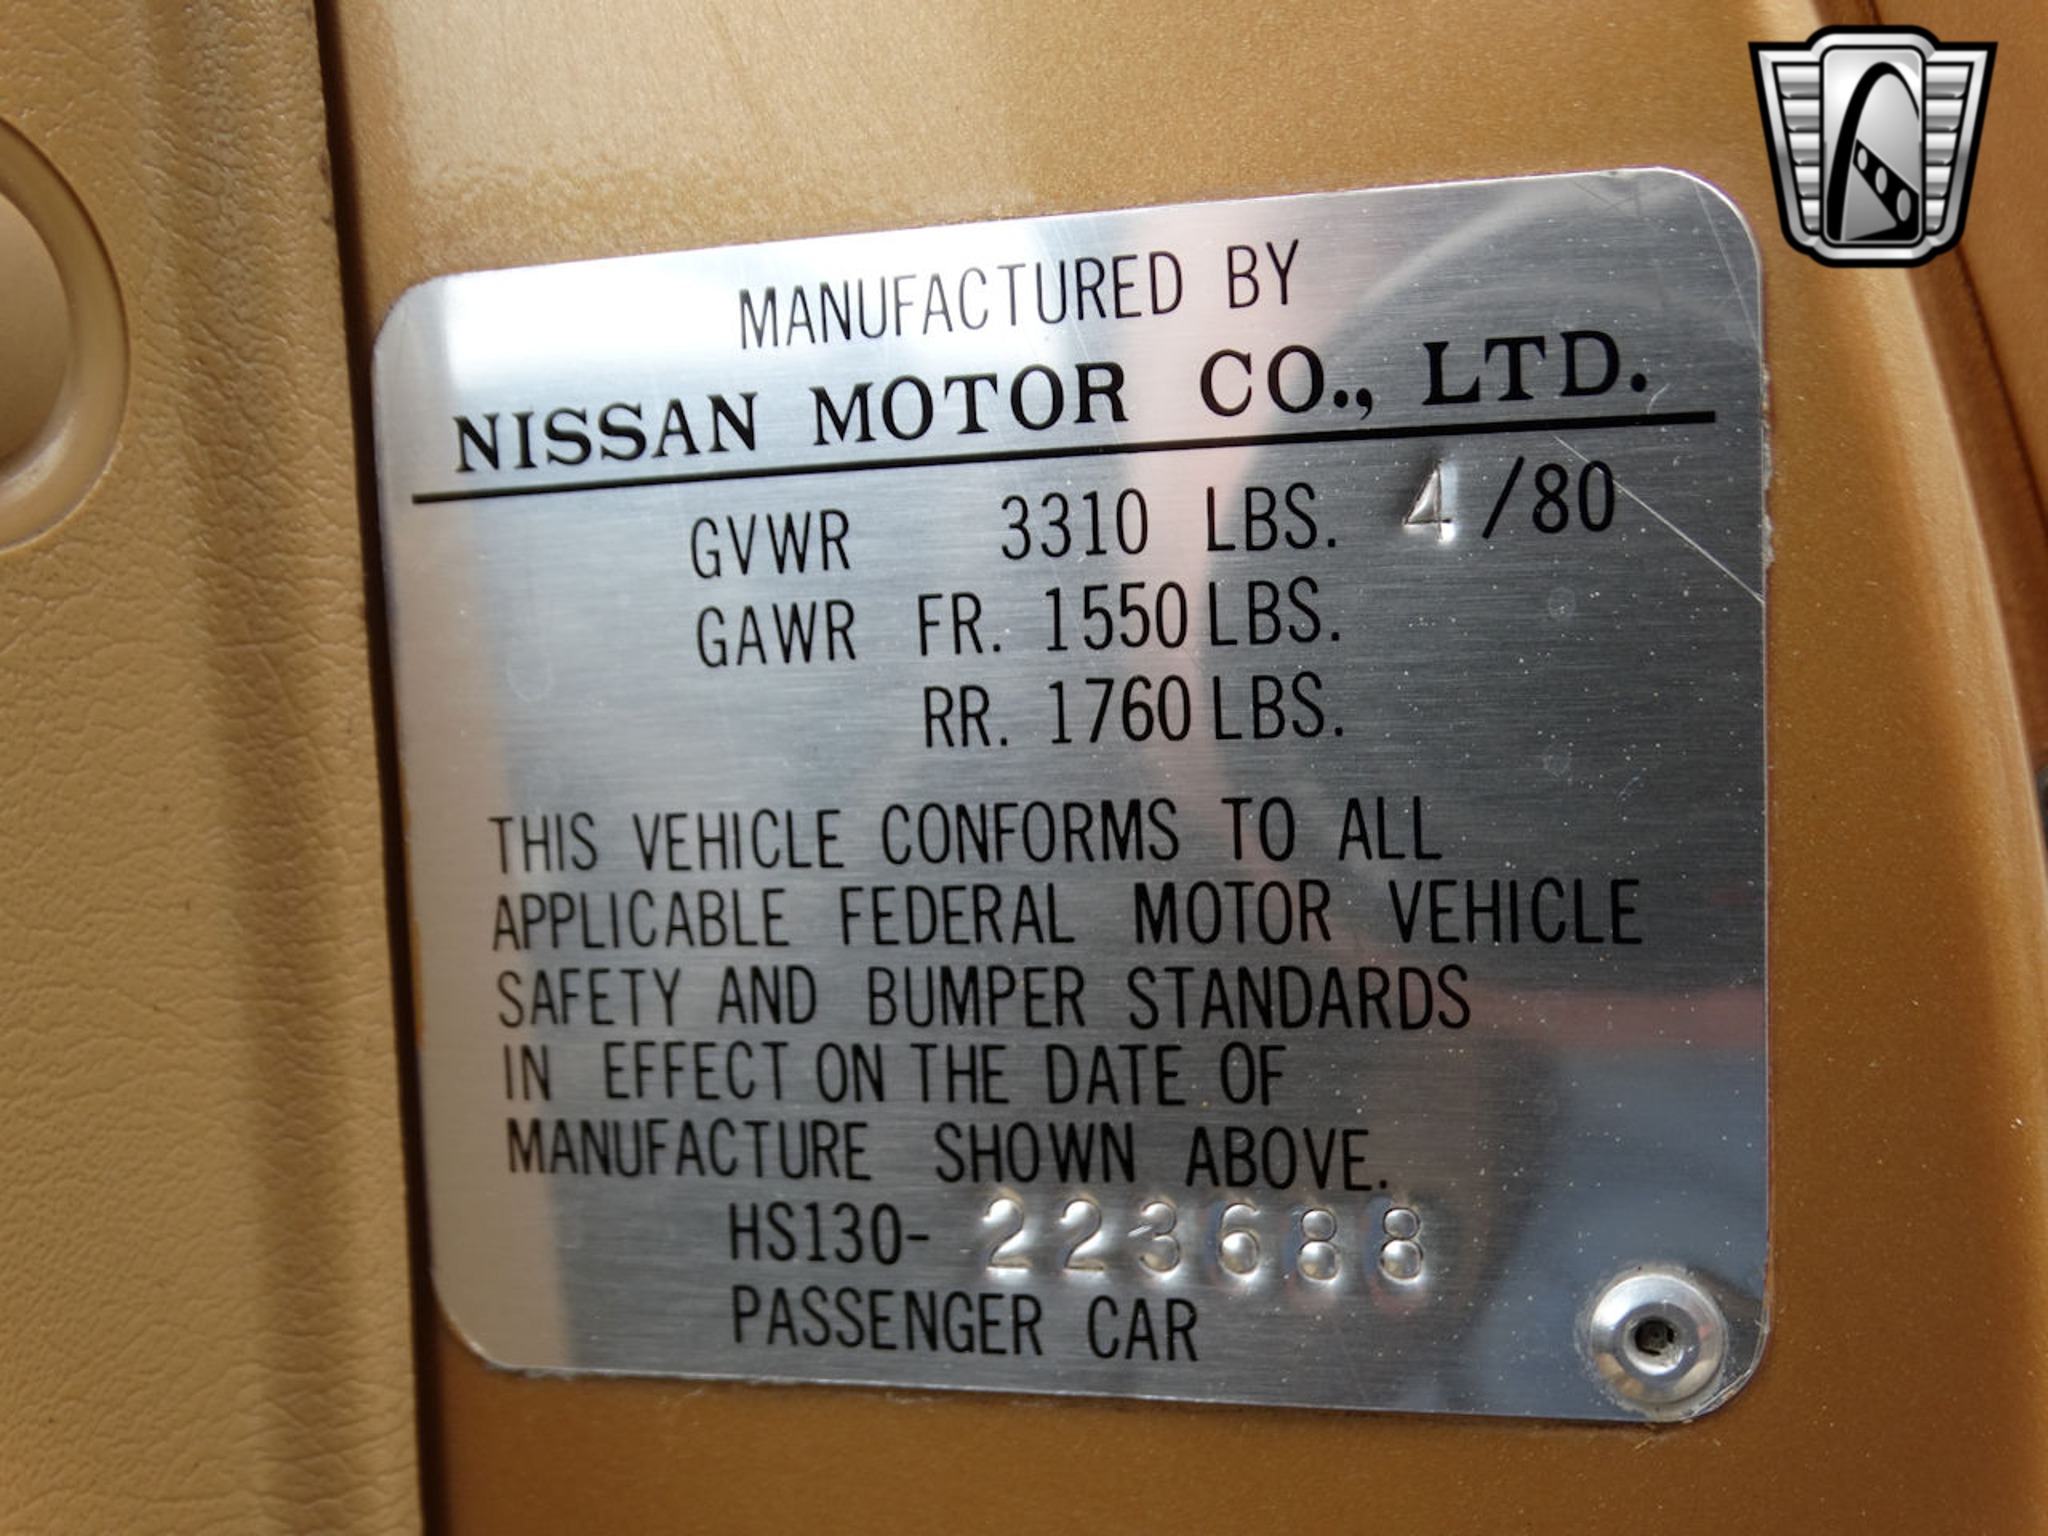 MANUFACTURED BY
NISSAN MOTOR CO., LTD.
GVWR 3310 LBS. 4/80
GAWR FR. 1550 LBS.
RR. 1760 LBS.
THIS VEHICLE CONFORMS TO ALL
APPLICABLE FEDERAL MOTOR VEHICLE
SAFETY AND BUMPER STANDARDS
IN EFFECT ON THE DATE OF
MANUFACTURE SHOWN ABOVE.
HS130-223688
PASSENGER CAR